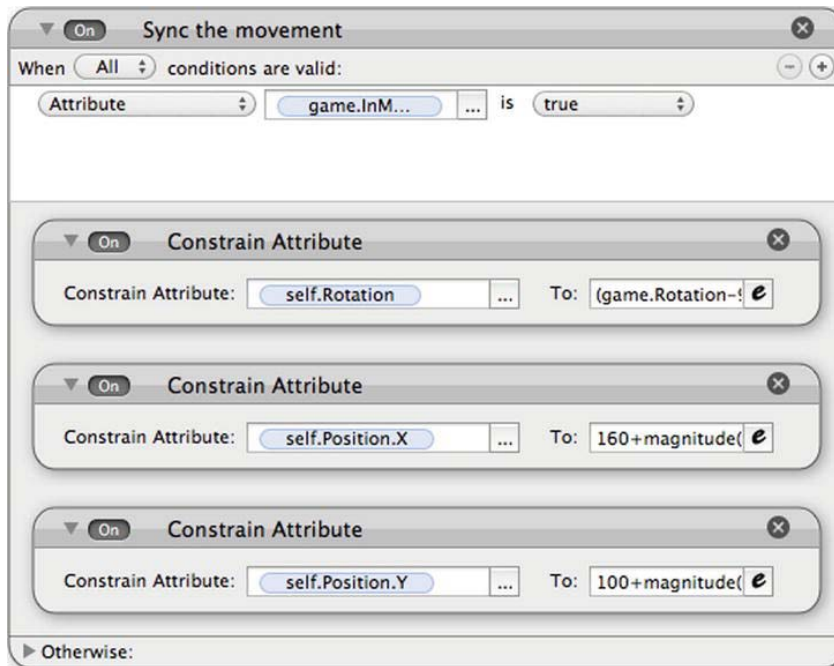 On Sync the movement
When All conditions are valid:
Attribute game.InM... ... is true
On Constrain Attribute
Constrain Attribute: self.Rotation ... To: (game.Rotation-9 e
On Constrain Attribute
Constrain Attribute: self.Position.X ... To: 160+magnitude( e
On Constrain Attribute
Constrain Attribute: self.Position.Y ... To: 100+magnitude( e
Otherwise: